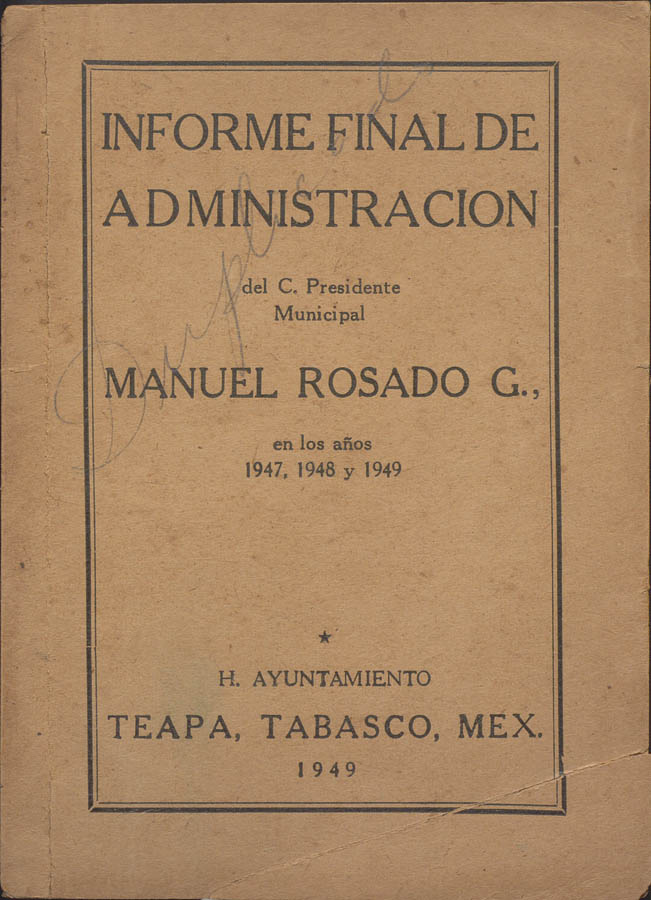 INFORME FINAL DE
ADMINISTRACION
del C. Presidente
Municipal
MANUEL ROSADO G.,
en los años
1947, 1948 y 1949
★
H. AYUNTAMIENTO
TEAPA, TABASCO, MEX.
1949
Duplicado